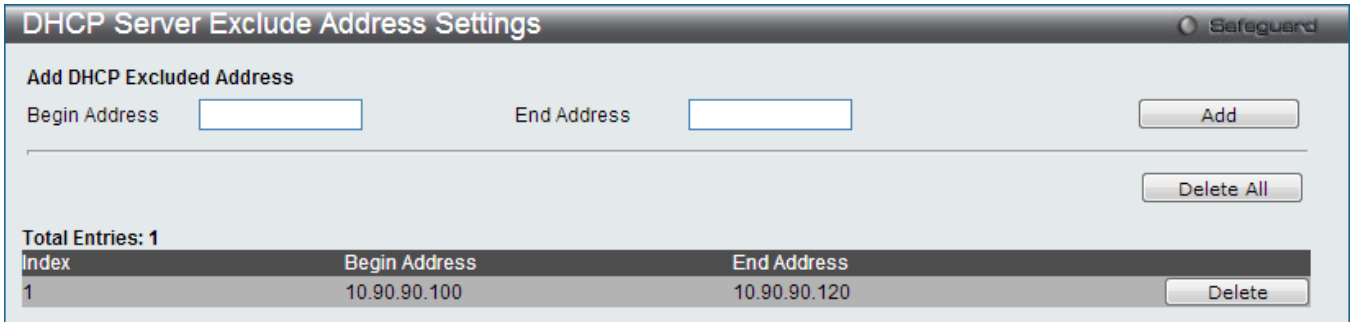 DHCP Server Exclude Address Settings Safeguard
Add DHCP Excluded Address
Begin Address End Address Add
Delete All
Total Entries: 1
Index Begin Address End Address
1 10.90.90.100 10.90.90.120 Delete